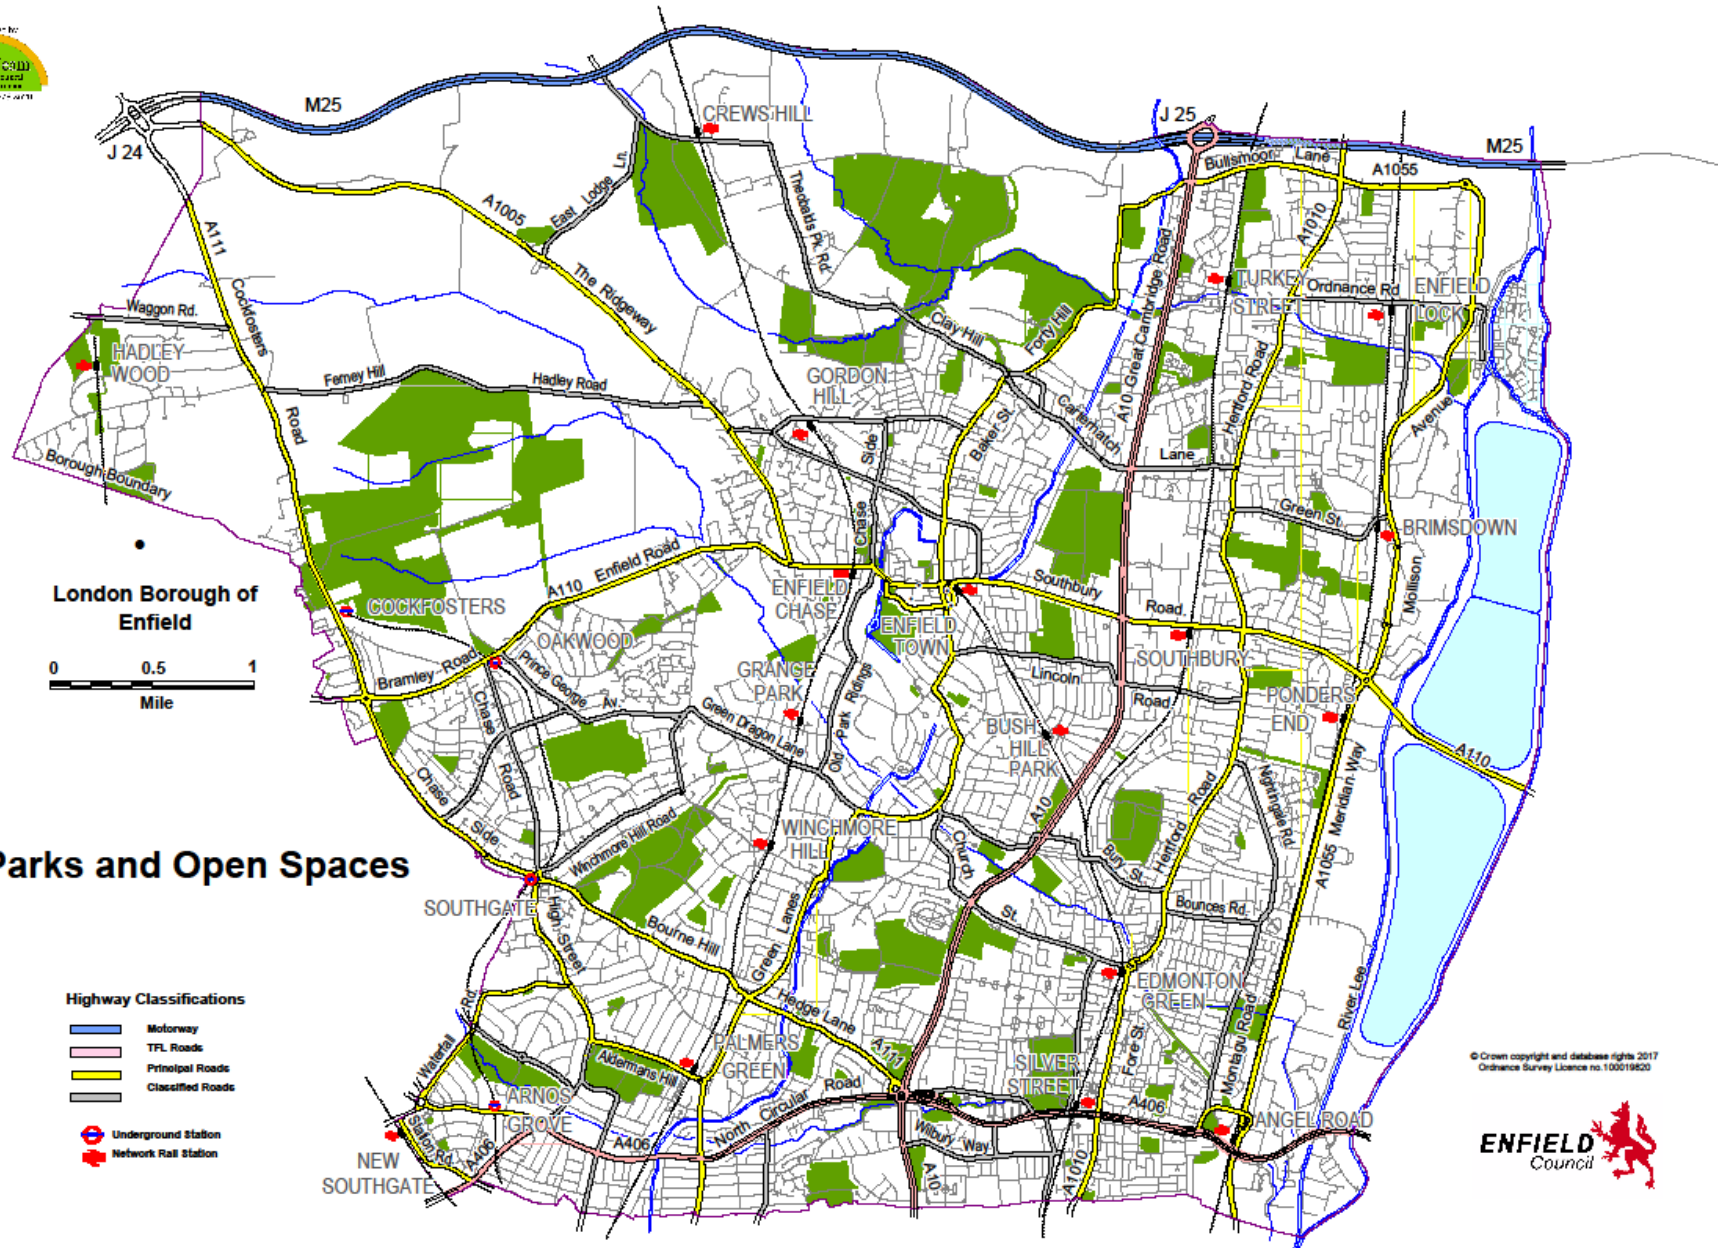 M25
J 24
CREWS HILL
J 25
Bullsmoor Lane
M25
A1055
A111
A1005
East Lodge Ln.
Theobalds Pk. Rd.
A1010
The Ridgeway
Cockfosters
Road
Waggon Rd.
HADLEY
WOOD
Ferney Hill
Hadley Road
Clay Hill
Forty Hill
A10 Great Cambridge Road
TURKEY
STREET
Ordnance Rd
ENFIELD
LOCK
GORDON
HILL
Hertford Road
Carterhatch
Lane
Baker St.
Side
Chase
Avenue
Borough Boundary
Green St.
BRIMSDOWN
Mollison
London Borough of
Enfield
0 0.5 1
Mile
COCKFOSTERS
A110 Enfield Road
ENFIELD
CHASE
ENFIELD
TOWN
Southbury
Road.
SOUTHBURY
OAKWOOD
Bramley Road
Prince George Av.
GRANGE
PARK
Old Park Ridings
Lincoln
Road
PONDERS
END
Chase
Road
Green Dragon Lane
BUSH
HILL
PARK
A110
Chase
Side
Winchmore Hill Road
WINCHMORE
HILL
A10
Hertford
Road
Nightingale Rd.
A1055 Meridian Way
Church
St.
Bury St.
Bounces Rd.
Parks and Open Spaces
SOUTHGATE
High Street
Bourne Hill
Green Lanes
EDMONTON
GREEN
River Lee
Hedge Lane
A111
Highway Classifications
Motorway
TFL Roads
Principal Roads
Classified Roads
Underground Station
Network Rail Station
Waterfall
Rd.
Aldermans Hill
PALMERS
GREEN
SILVER
STREET
Fore St.
Montagu Road
ARNOS
GROVE
North Circular Road
A406
A406
A406
Wilbury Way
ANGEL ROAD
Station Rd.
NEW
SOUTHGATE
A10
A1010
© Crown copyright and database rights 2017
Ordnance Survey Licence no.100019820
ENFIELD
Council